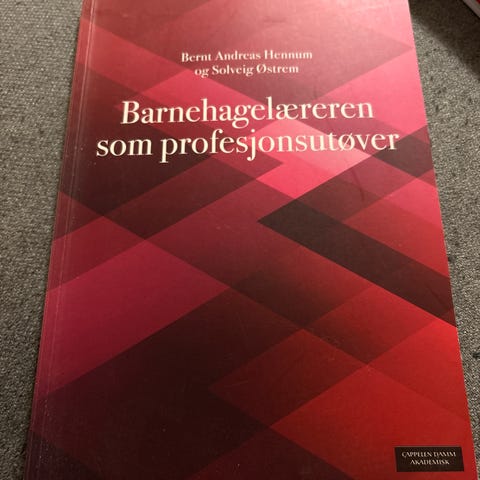 Bernt Andreas Hennum
og Solveig Østrem
Barnehagelæreren
som profesjonsutøver
CAPPELEN DAMM
AKADEMISK